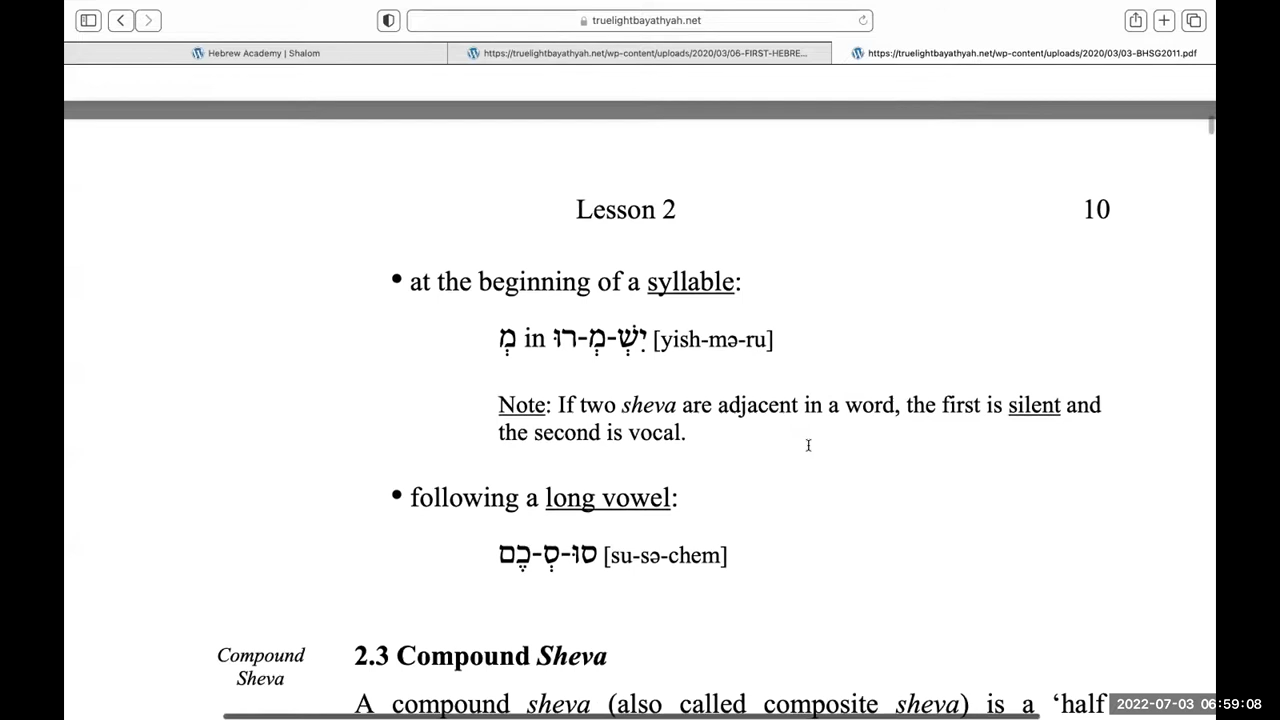 truelightbayathyah.net
Hebrew Academy | Shalom
https://truelightbayathyah.net/wp-content/uploads/2020/03/06-FIRST-HEBRE...
https://truelightbayathyah.net/wp-content/uploads/2020/03/03-BHSG2011.pdf
Lesson 2 10
• at the beginning of a syllable:
מְ in יִשְׁ-מְ-רוּ [yish-mə-ru]
Note: If two sheva are adjacent in a word, the first is silent and
the second is vocal.
• following a long vowel:
סוּ-סְ-כֶם [su-sə-chem]
Compound
Sheva
2.3 Compound Sheva
A compound sheva (also called composite sheva) is a ‘half
2022-07-03 06:59:08